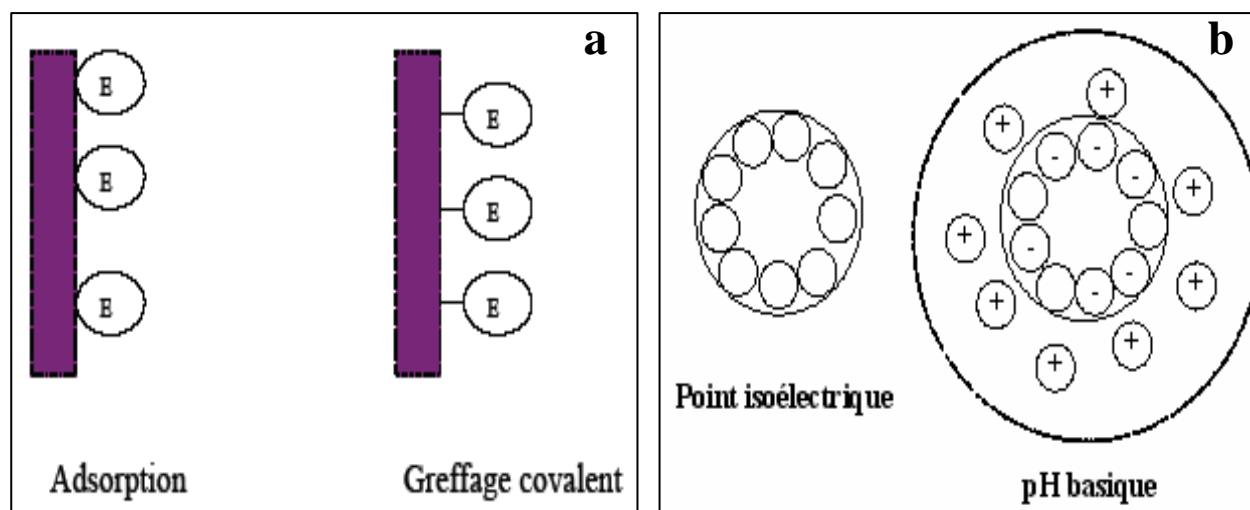 a
E
E
E
E
E
E
Adsorption
Greffage covalent
b
+
+
-
-
-
+
+
-
+
+
-
-
+
+
Point isoélectrique
pH basique